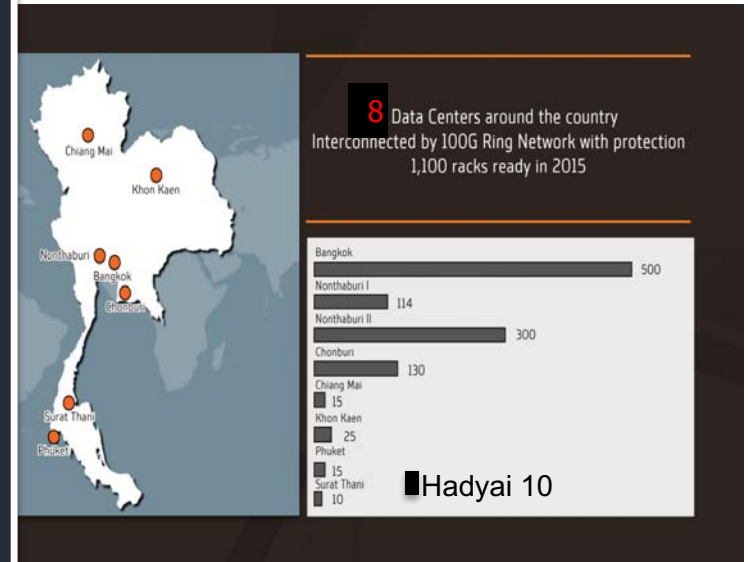 8 Data Centers around the country
Interconnected by 100G Ring Network with protection
1,100 racks ready in 2015
Chiang Mai
Khon Kaen
Nonthaburi
Bangkok
Chonburi
Surat Thani
Phuket
Bangkok
500
Nonthaburi I
114
Nonthaburi II
300
Chonburi
130
Chiang Mai
15
Khon Kaen
25
Phuket
15
Surat Thani
10
Hadyai 10